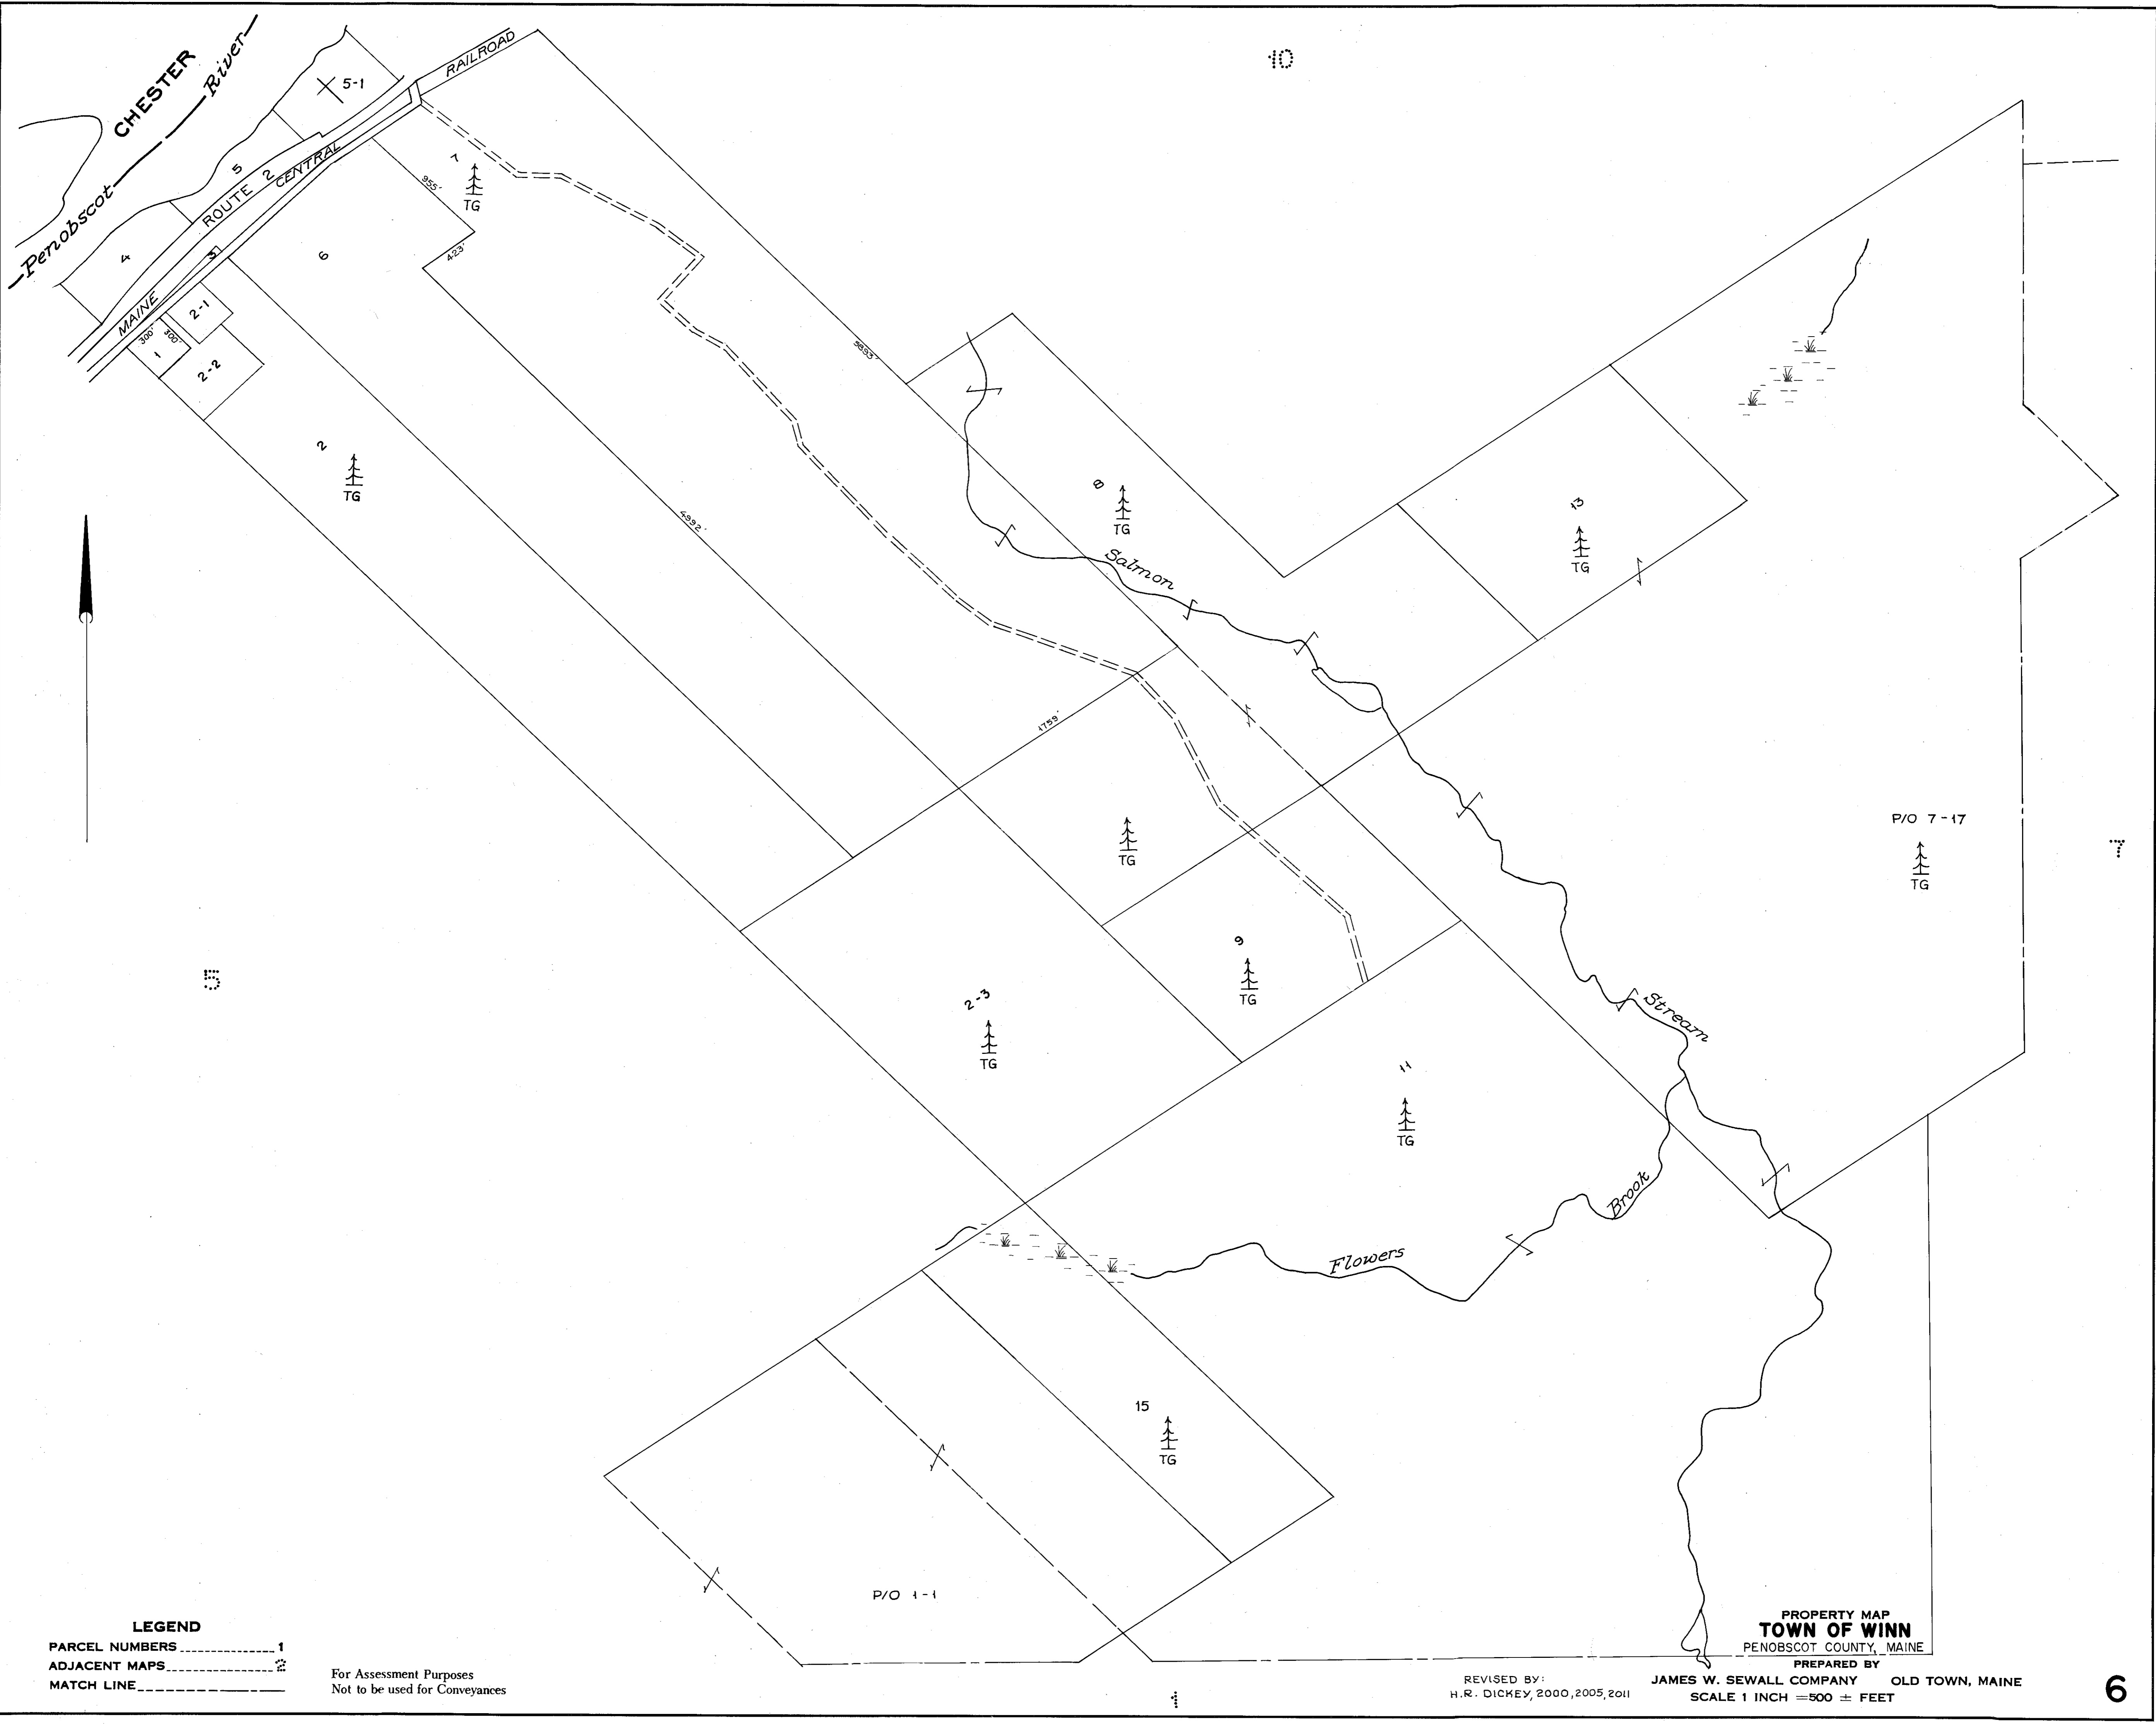 CHESTER
Penobscot River
5-1
RAILROAD
10
5
ROUTE 2
CENTRAL
7
955'
TG
4
3
6
423'
MAINE
2-1
300'
300'
1
2-2
5853'
2
TG
8
TG
4992'
Salmon
13
TG
1759'
P/O 7-17
TG
7
TG
5
9
TG
2-3
TG
Stream
11
TG
Brook
Flowers
15
TG
P/O 1-1
LEGEND
PARCEL NUMBERS 1
ADJACENT MAPS 2
MATCH LINE
For Assessment Purposes
Not to be used for Conveyances
1
REVISED BY:
H.R. DICKEY, 2000, 2005, 2011
PROPERTY MAP
TOWN OF WINN
PENOBSCOT COUNTY, MAINE
PREPARED BY
JAMES W. SEWALL COMPANY OLD TOWN, MAINE
SCALE 1 INCH = 500 ± FEET
6